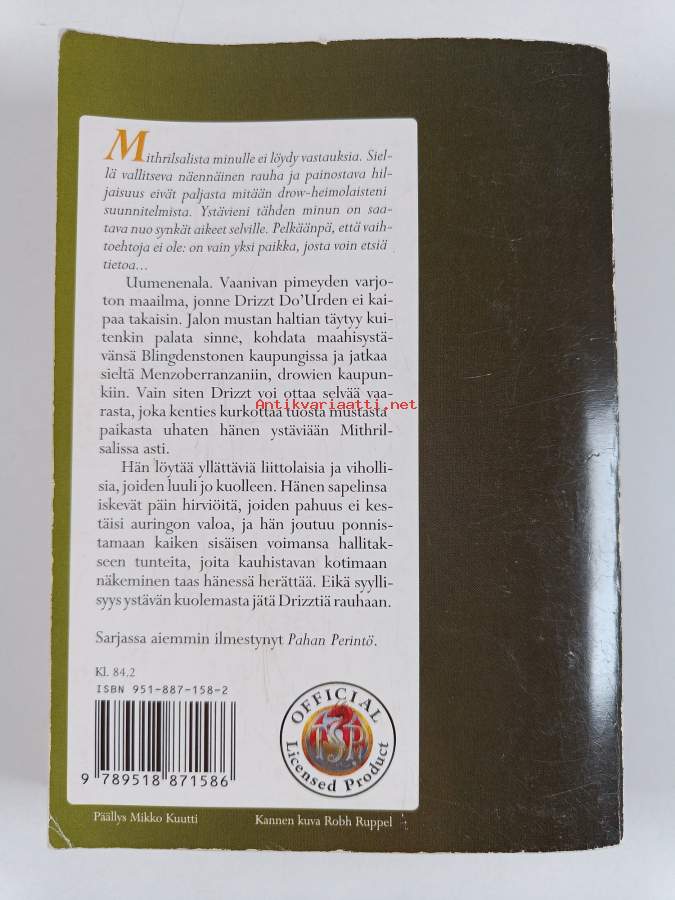 Mithrilsalista minulle ei löydy vastauksia. Siel-
lä vallitseva näennäinen rauha ja painostava hil-
jaisuus eivät paljasta mitään drow-heimolaisteni
suunnitelmista. Ystävieni tähden minun on saa-
tava nuo synkät aikeet selville. Pelkäänpä, että vaih-
toehtoja ei ole: on vain yksi paikka, josta voin etsiä
tietoa...
Uumenenala. Vaanivan pimeyden varjo-
ton maailma, jonne Drizzt Do'Urden ei kai-
paa takaisin. Jalon mustan haltian täytyy kui-
tenkin palata sinne, kohdata maahisystä-
vänsä Blingdenstonen kaupungissa ja jatkaa
sieltä Menzoberranzaniin, drowien kaupun-
kiin. Vain siten Drizzt voi ottaa selvää vaa-
rasta, joka kenties kurkottaa tuosta mustasta
Antikvariaatti.net
paikasta uhaten hänen ystäviään Mithril-
salissa asti.
Hän löytää yllättäviä liittolaisia ja viholli-
sia, joiden luuli jo kuolleen. Hänen sapelinsa
iskevät päin hirviöitä, joiden pahuus ei kes-
täisi auringon valoa, ja hän joutuu ponnis-
tamaan kaiken sisäisen voimansa hallitak-
seen tunteita, joita kauhistavan kotimaan
näkeminen taas hänessä herättää. Eikä syylli-
syys ystävän kuolemasta jätä Drizztiä rauhaan.
Sarjassa aiemmin ilmestynyt Pahan Perintö.
Kl. 84.2
ISBN 951-887-158-2
9 789518 871586
OFFICIAL
TSR
Licensed Product
Päällys Mikko Kuutti
Kannen kuva Robh Ruppel